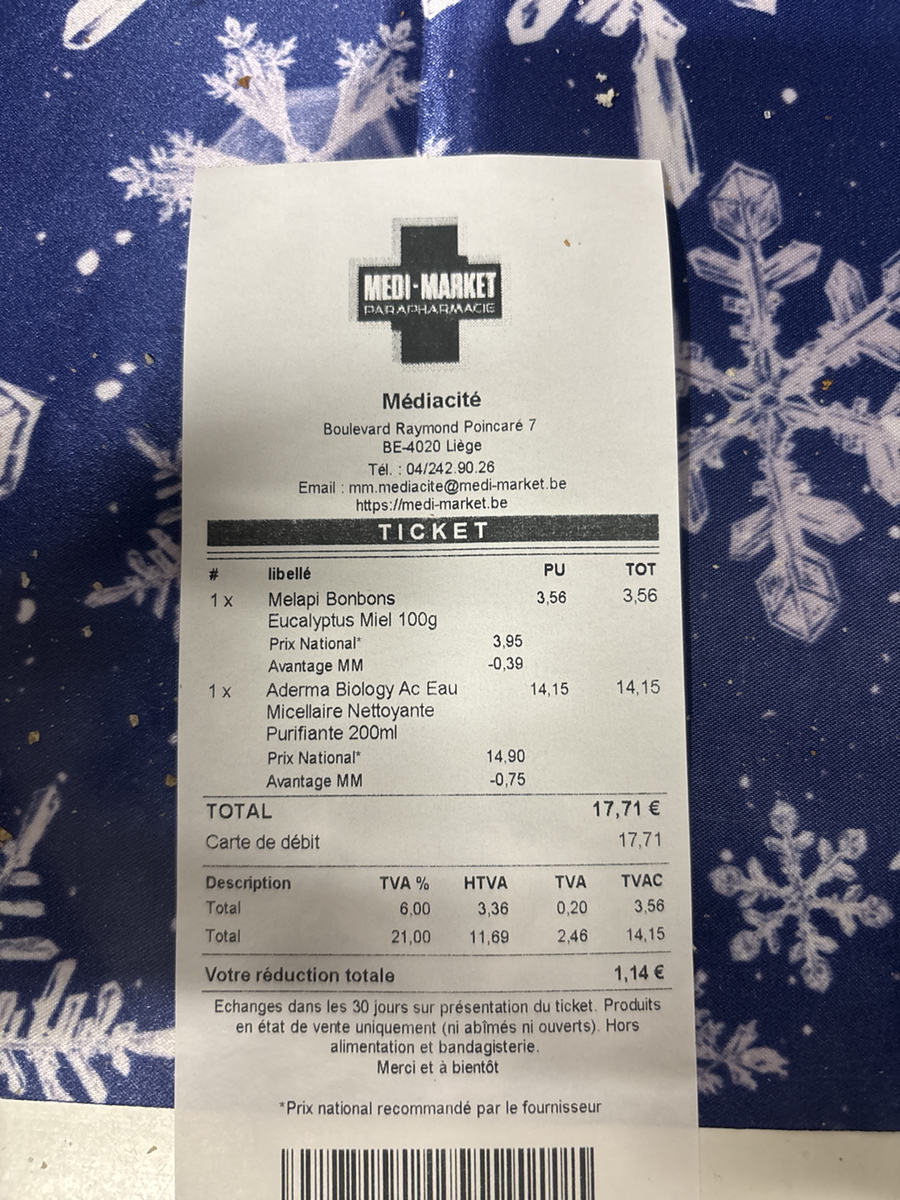 MEDI-MARKET
PARAPHARMACIE
Médiacité
Boulevard Raymond Poincaré 7
BE-4020 Liège
Tél. : 04/242.90.26
Email : mm.mediacite@medi-market.be
https://medi-market.be
TICKET
# libellé PU TOT
1 x Melapi Bonbons 3,56 3,56
Eucalyptus Miel 100g
Prix National* 3,95
Avantage MM -0,39
1 x Aderma Biology Ac Eau 14,15 14,15
Micellaire Nettoyante
Purifiante 200ml
Prix National* 14,90
Avantage MM -0,75
TOTAL 17,71 €
Carte de débit 17,71
Description TVA % HTVA TVA TVAC
Total 6,00 3,36 0,20 3,56
Total 21,00 11,69 2,46 14,15
Votre réduction totale 1,14 €
Echanges dans les 30 jours sur présentation du ticket. Produits
en état de vente uniquement (ni abîmés ni ouverts). Hors
alimentation et bandagisterie.
Merci et à bientôt
*Prix national recommandé par le fournisseur